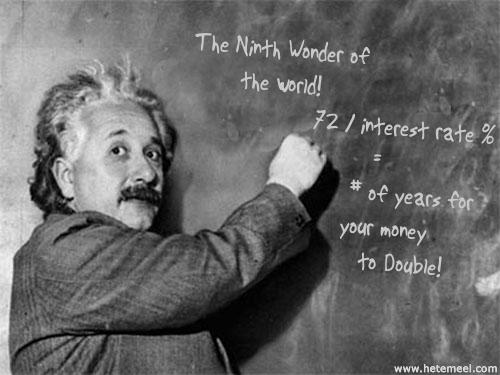 The Ninth Wonder of
the world!
72 / interest rate %
=
# of years for
your money
to Double!
www.hetemeel.com